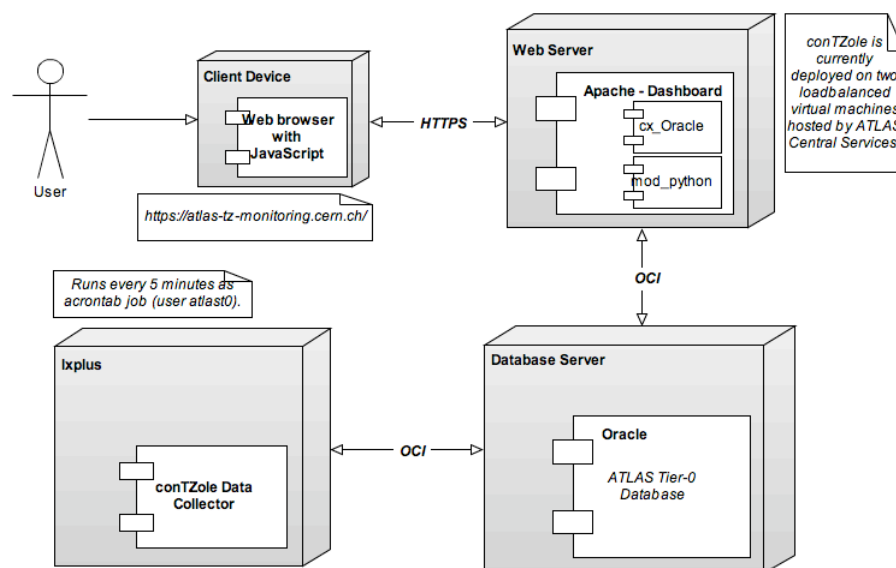 Web Server
conTZole is
currently
deployed on two
loadbalanced
virtual machines
hosted by ATLAS
Central Services
Client Device
Web browser
with
JavaScript
HTTPS
Apache - Dashboard
cx_Oracle
mod_python
User
https://atlas-tz-monitoring.cern.ch/
OCI
Runs every 5 minutes as
acrontab job (user atlast0).
lxplus
conTZole Data
Collector
OCI
Database Server
Oracle
ATLAS Tier-0
Database